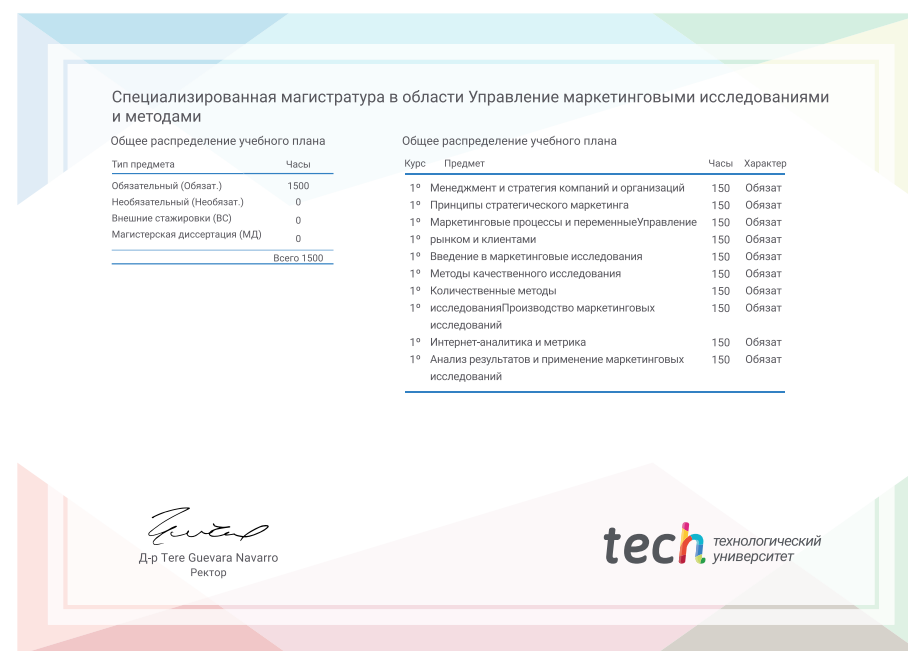 Специализированная магистратура в области Управление маркетинговыми исследованиями
и методами
Общее распределение учебного плана
Тип предмета Часы
Обязательный (Обязат.) 1500
Необязательный (Необязат.) 0
Внешние стажировки (ВС) 0
Магистерская диссертация (МД) 0
Всего 1500
Общее распределение учебного плана
Курс Предмет Часы Характер
1º Менеджмент и стратегия компаний и организаций 150 Обязат
1º Принципы стратегического маркетинга 150 Обязат
1º Маркетинговые процессы и переменныеУправление 150 Обязат
1º рынком и клиентами 150 Обязат
1º Введение в маркетинговые исследования 150 Обязат
1º Методы качественного исследования 150 Обязат
1º Количественные методы 150 Обязат
1º исследованияПроизводство маркетинговых 150 Обязат
исследований
1º Интернет-аналитика и метрика 150 Обязат
1º Анализ результатов и применение маркетинговых 150 Обязат
исследований
Д-р Tere Guevara Navarro
Ректор
tech технологический
университет